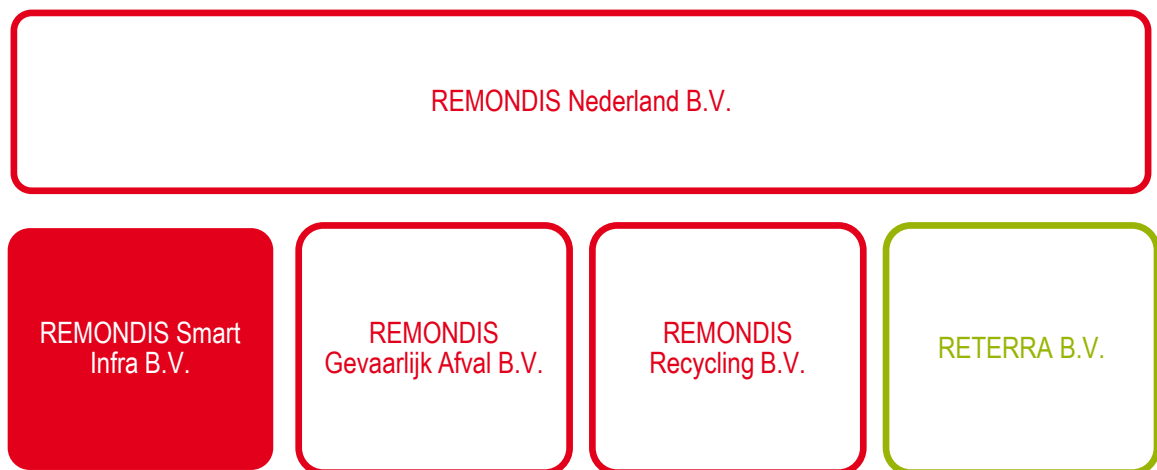 REMONDIS Nederland B.V.
REMONDIS Smart
Infra B.V.
REMONDIS
Gevaarlijk Afval B.V.
REMONDIS
Recycling B.V.
RETERRA B.V.